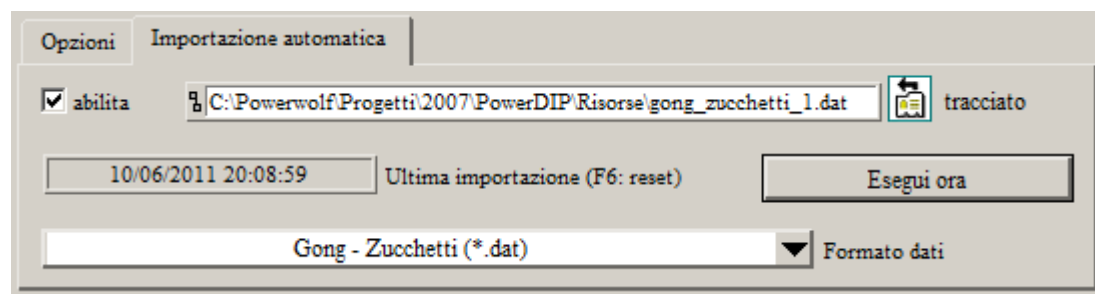 Opzioni Importazione automatica
abilita C:\Powerwolf\Progetti\2007\PowerDIP\Risorse\gong_zucchetti_1.dat tracciato
10/06/2011 20:08:59 Ultima importazione (F6: reset) Esegui ora
Gong - Zucchetti (*.dat) Formato dati